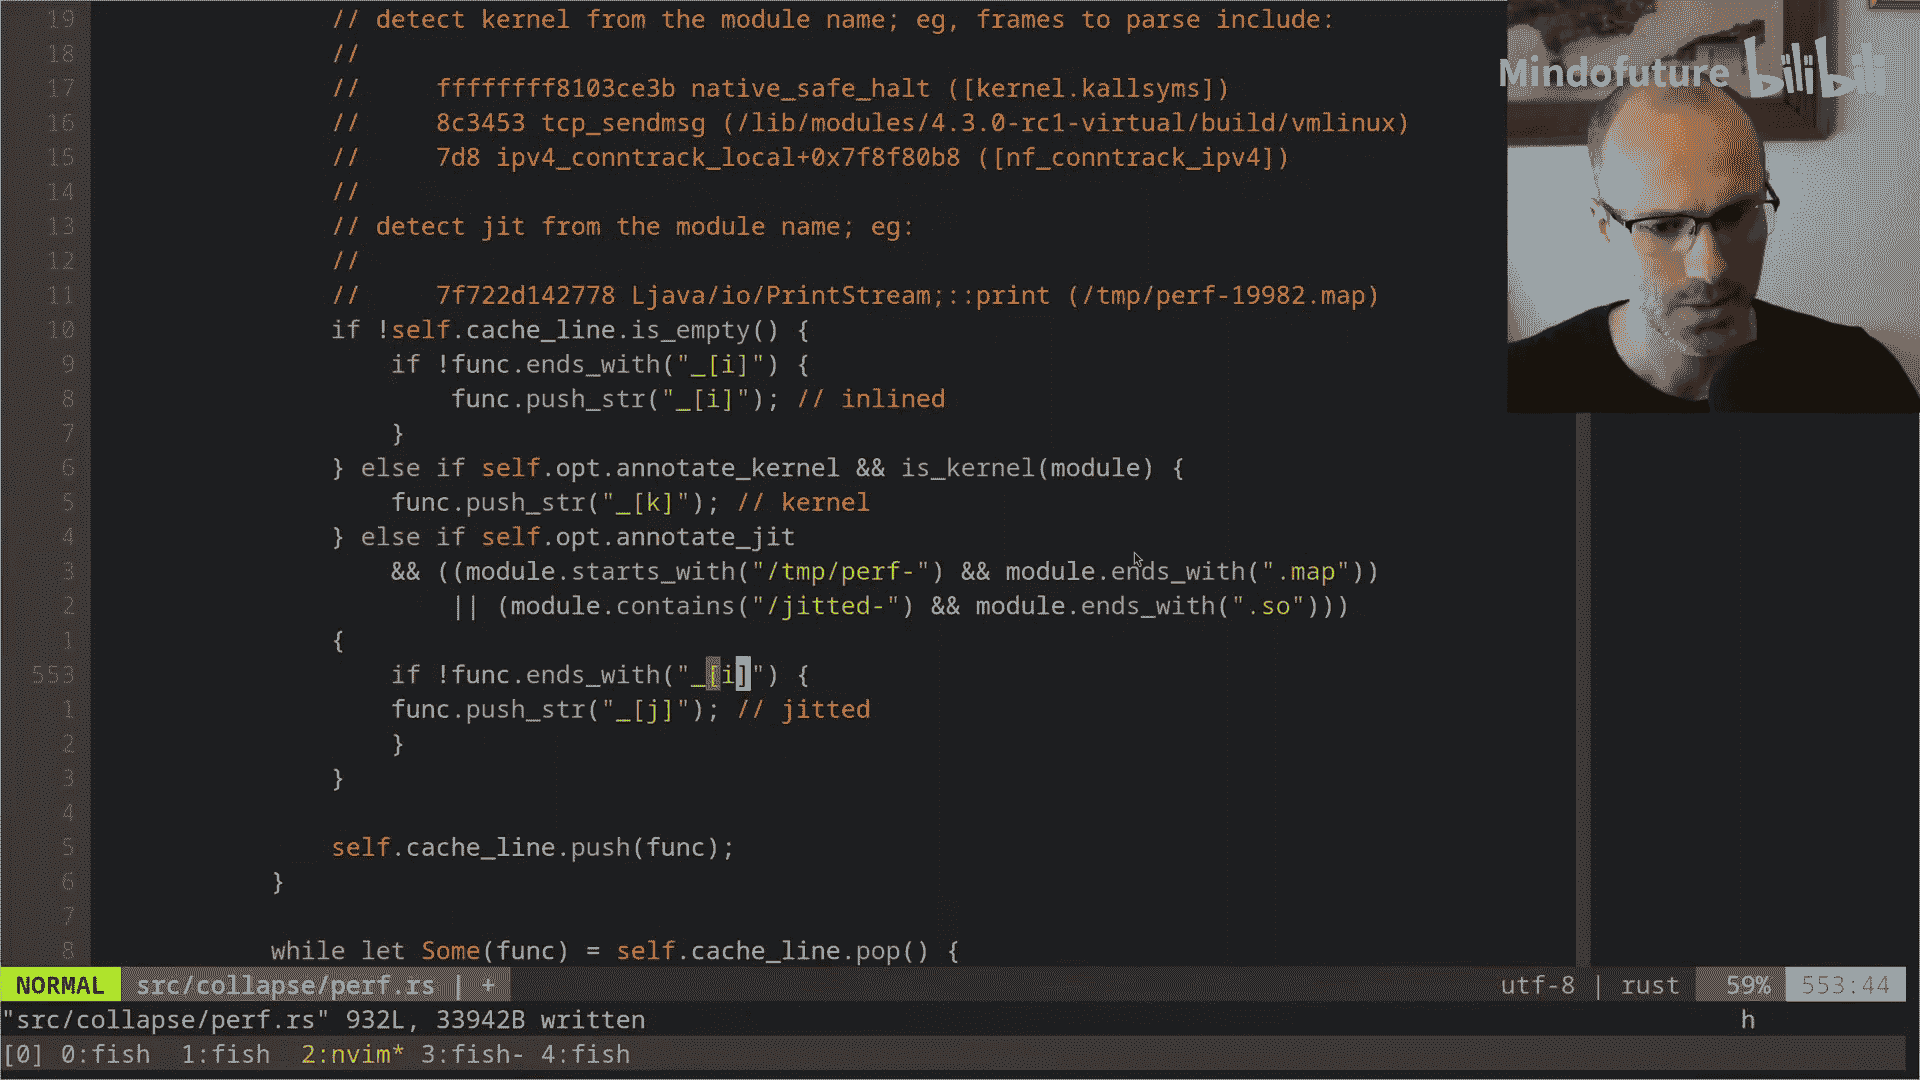 19 // detect kernel from the module name; eg, frames to parse include:
18 //
17 //     ffffffff8103ce3b native_safe_halt ([kernel.kallsyms])
16 //     8c3453 tcp_sendmsg (/lib/modules/4.3.0-rc1-virtual/build/vmlinux)
15 //     7d8 ipv4_conntrack_local+0x7f8f80b8 ([nf_conntrack_ipv4])
14 //
13 // detect jit from the module name; eg:
12 //
11 //     7f722d142778 Ljava/io/PrintStream;::print (/tmp/perf-19982.map)
10 if !self.cache_line.is_empty() {
9 if !func.ends_with("_[i]") {
8 func.push_str("_[i]"); // inlined
7 }
6 } else if self.opt.annotate_kernel && is_kernel(module) {
5 func.push_str("_[k]"); // kernel
4 } else if self.opt.annotate_jit
3 && ((module.starts_with("/tmp/perf-") && module.ends_with(".map"))
2 || (module.contains("/jitted-") && module.ends_with(".so")))
1 {
553 if !func.ends_with("_[i]") {
1 func.push_str("_[j]"); // jitted
2 }
3 }
4
5 self.cache_line.push(func);
6 }
7
8 while let Some(func) = self.cache_line.pop() {
NORMAL src/collapse/perf.rs | + utf-8 | rust 59% 553:44
"src/collapse/perf.rs" 932L, 33942B written h
[0] 0:fish 1:fish 2:nvim* 3:fish- 4:fish
Mindofuture bilibili